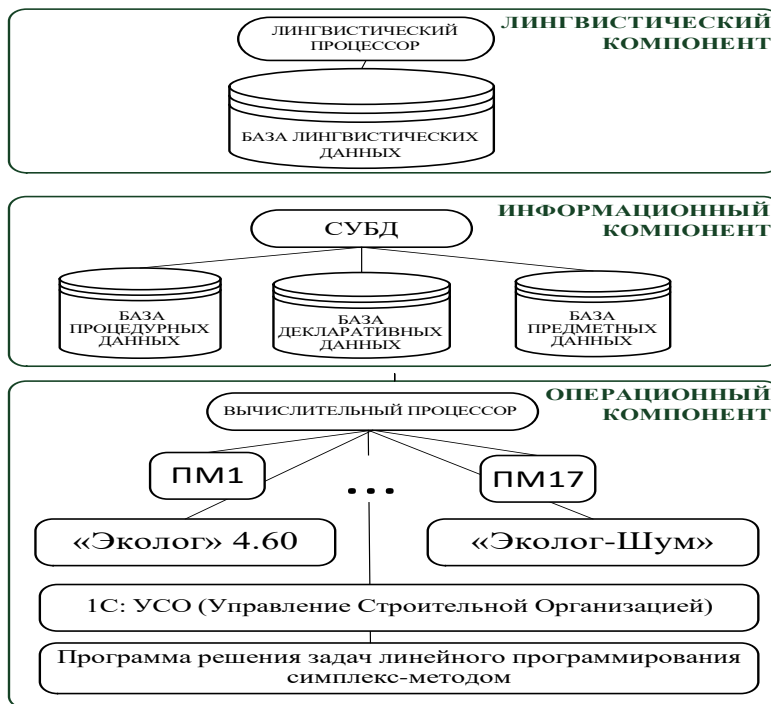 ЛИНГВИСТИЧЕСКИЙ
КОМПОНЕНТ
ЛИНГВИСТИЧЕСКИЙ
ПРОЦЕССОР
БАЗА ЛИНГВИСТИЧЕСКИХ
ДАННЫХ
ИНФОРМАЦИОННЫЙ
КОМПОНЕНТ
СУБД
БАЗА
ПРОЦЕДУРНЫХ
ДАННЫХ
БАЗА
ДЕКЛАРАТИВНЫХ
ДАННЫХ
БАЗА
ПРЕДМЕТНЫХ
ДАННЫХ
ОПЕРАЦИОННЫЙ
КОМПОНЕНТ
ВЫЧИСЛИТЕЛЬНЫЙ ПРОЦЕССОР
ПМ1
...
ПМ17
«Эколог» 4.60
«Эколог-Шум»
1С: УСО (Управление Строительной Организацией)
Программа решения задач линейного программирования
симплекс-методом